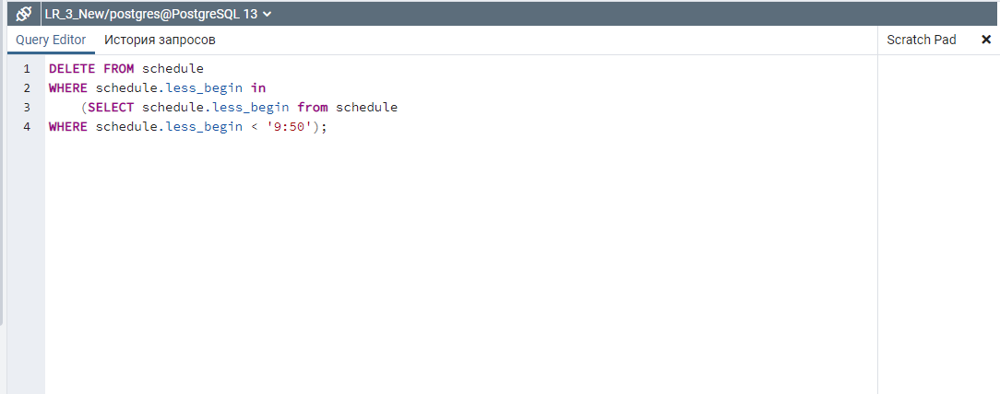 LR_3_New/postgres@PostgreSQL 13
Query Editor История запросов Scratch Pad
1 DELETE FROM schedule
2 WHERE schedule.less_begin in
3 (SELECT schedule.less_begin from schedule
4 WHERE schedule.less_begin < '9:50');